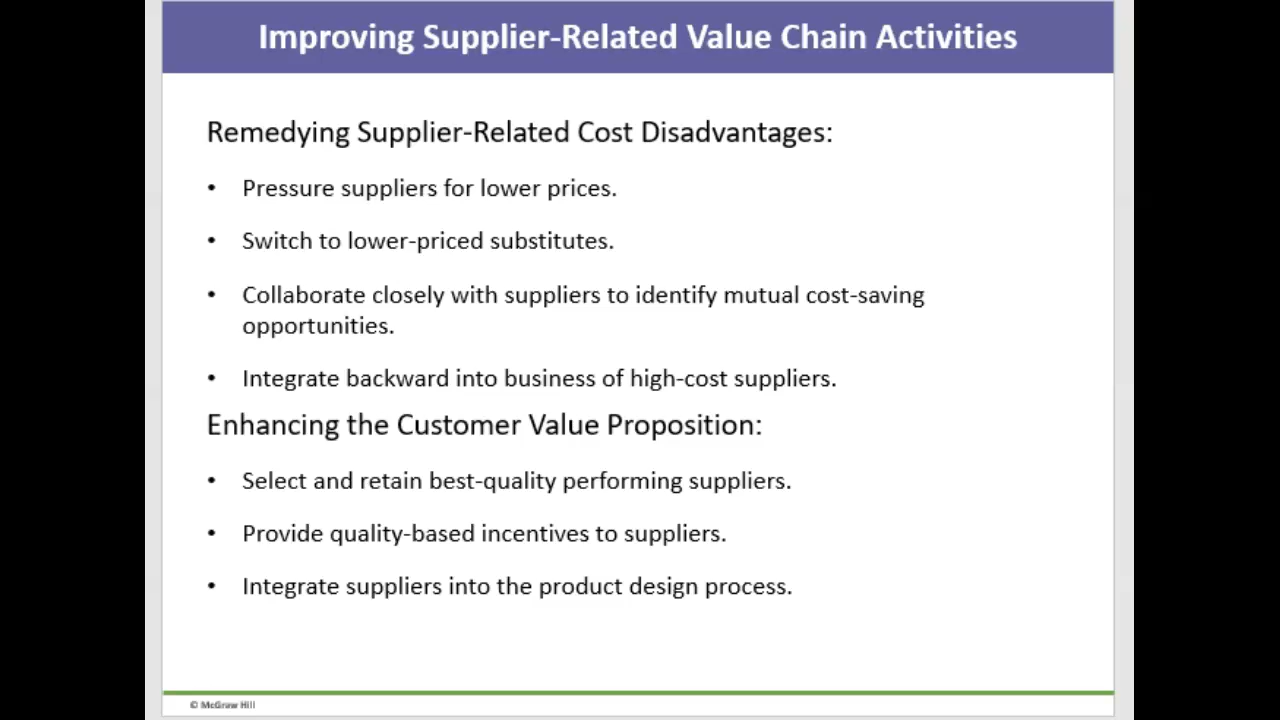 Improving Supplier-Related Value Chain Activities
Remedying Supplier-Related Cost Disadvantages:
• Pressure suppliers for lower prices.
• Switch to lower-priced substitutes.
• Collaborate closely with suppliers to identify mutual cost-saving
opportunities.
• Integrate backward into business of high-cost suppliers.
Enhancing the Customer Value Proposition:
• Select and retain best-quality performing suppliers.
• Provide quality-based incentives to suppliers.
• Integrate suppliers into the product design process.
© McGraw Hill